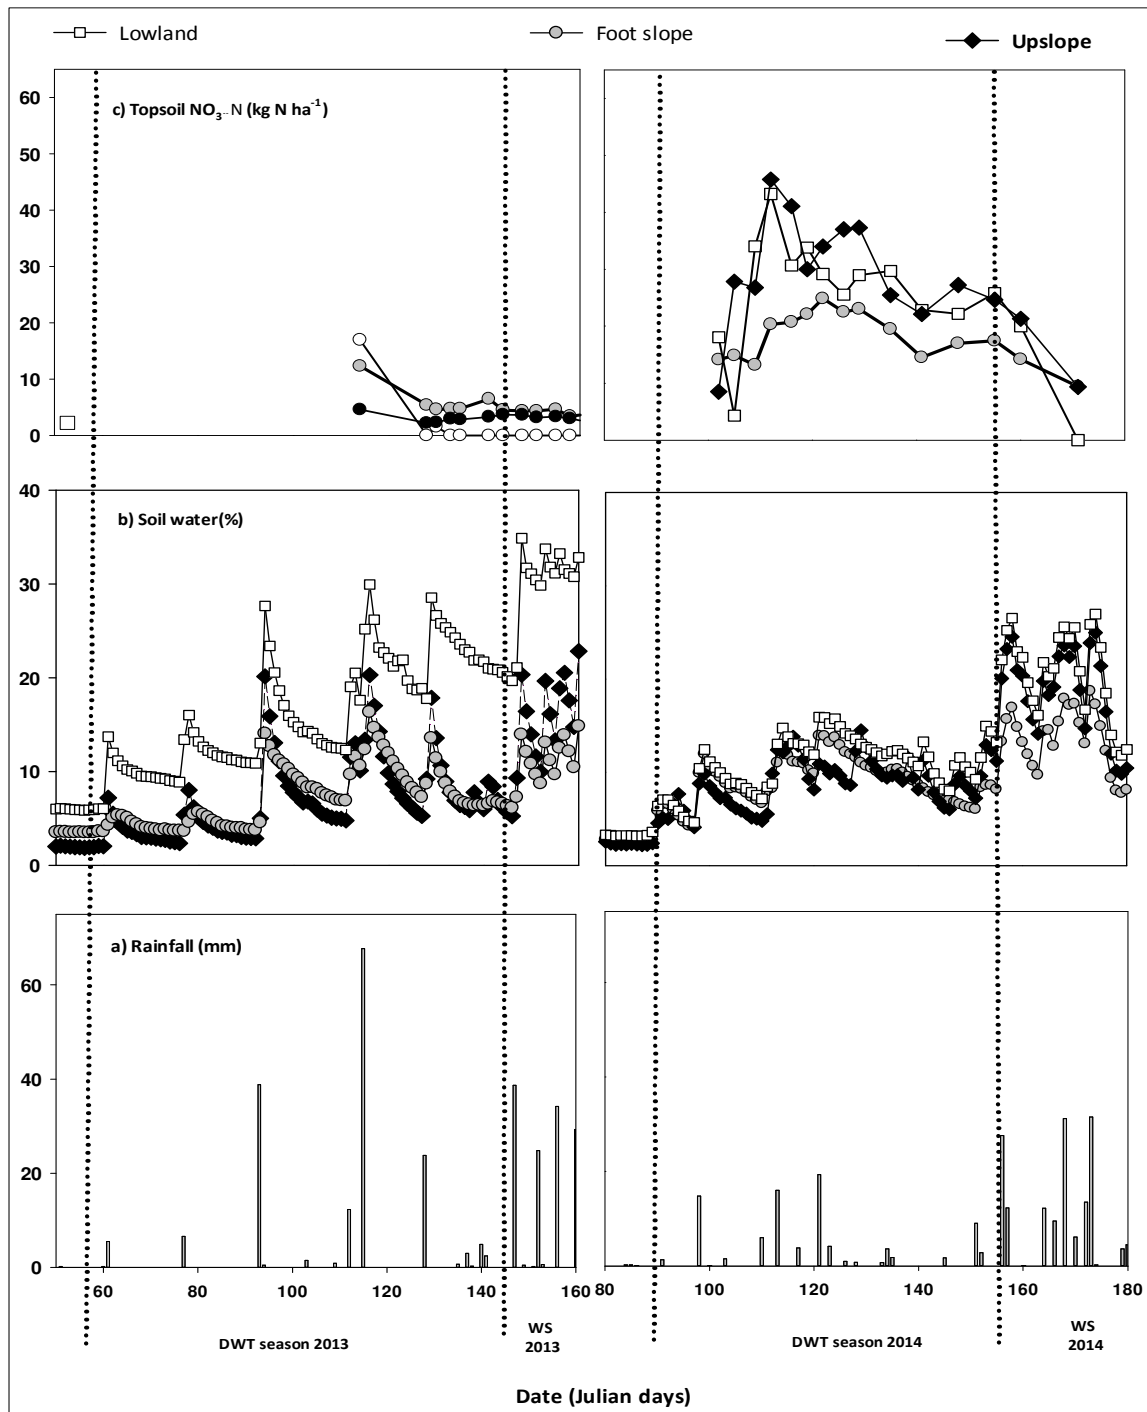 Lowland Foot slope Upslope
c) Topsoil NO3--N (kg N ha-1)
60
50
40
30
20
10
0
b) Soil water(%)
40
30
20
10
0
a) Rainfall (mm)
60
40
20
0
60 80 100 120 140 160 80 100 120 140 160 180
DWT season 2013 WS
2013
DWT season 2014 WS
2014
Date (Julian days)